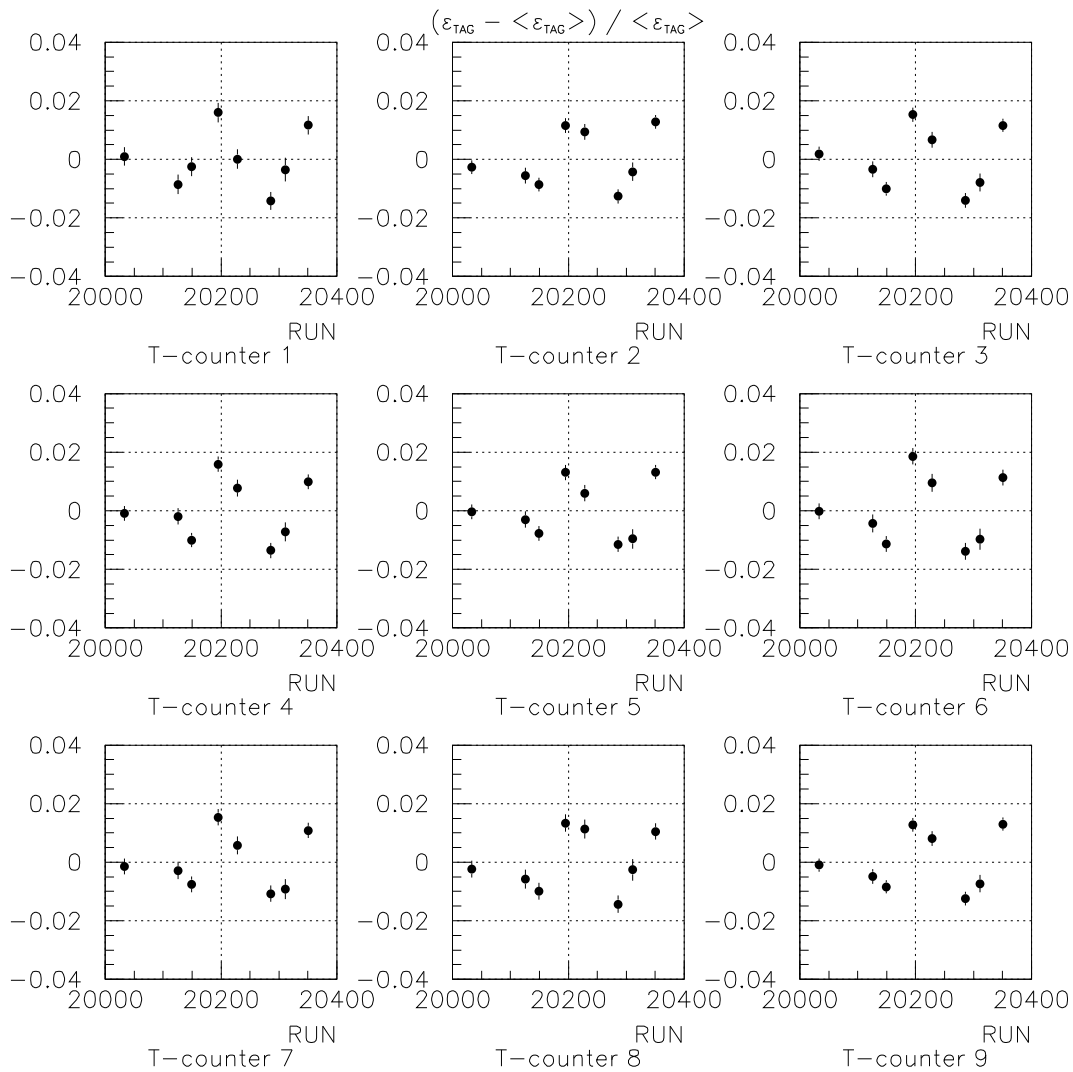 (ε_TAG − <ε_TAG>) / <ε_TAG>
0.04 0.04 0.04
0.02 0.02 0.02
0 0 0
−0.02 −0.02 −0.02
−0.04 −0.04 −0.04
20000 20200 20400 20000 20200 20400 20000 20200 20400
RUN RUN RUN
T−counter 1 T−counter 2 T−counter 3
0.04 0.04 0.04
0.02 0.02 0.02
0 0 0
−0.02 −0.02 −0.02
−0.04 −0.04 −0.04
20000 20200 20400 20000 20200 20400 20000 20200 20400
RUN RUN RUN
T−counter 4 T−counter 5 T−counter 6
0.04 0.04 0.04
0.02 0.02 0.02
0 0 0
−0.02 −0.02 −0.02
−0.04 −0.04 −0.04
20000 20200 20400 20000 20200 20400 20000 20200 20400
RUN RUN RUN
T−counter 7 T−counter 8 T−counter 9